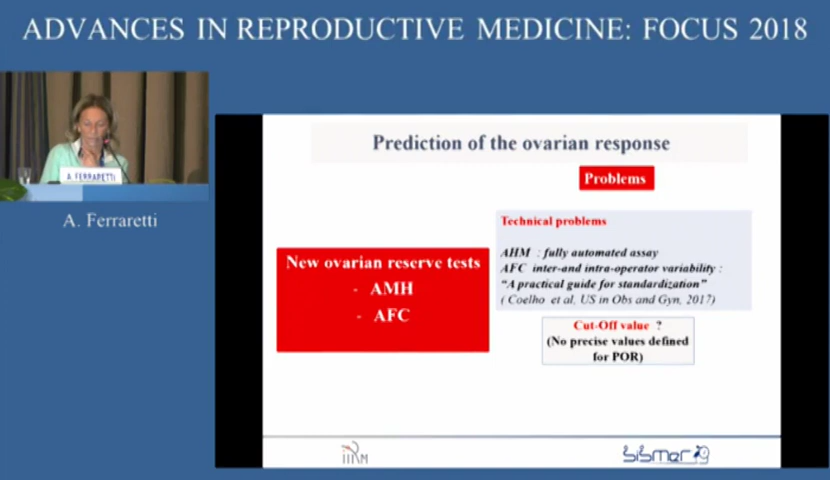 ADVANCES IN REPRODUCTIVE MEDICINE: FOCUS 2018
A. FERRARETTI
A. Ferraretti
Prediction of the ovarian response
Problems
New ovarian reserve tests
- AMH
- AFC
Technical problems
AHM : fully automated assay
AFC inter-and intra-operator variability :
“A practical guide for standardization”
( Coelho et al, US in Obs and Gyn, 2017)
Cut-Off value ?
(No precise values defined
for POR)
IIRM
sismer